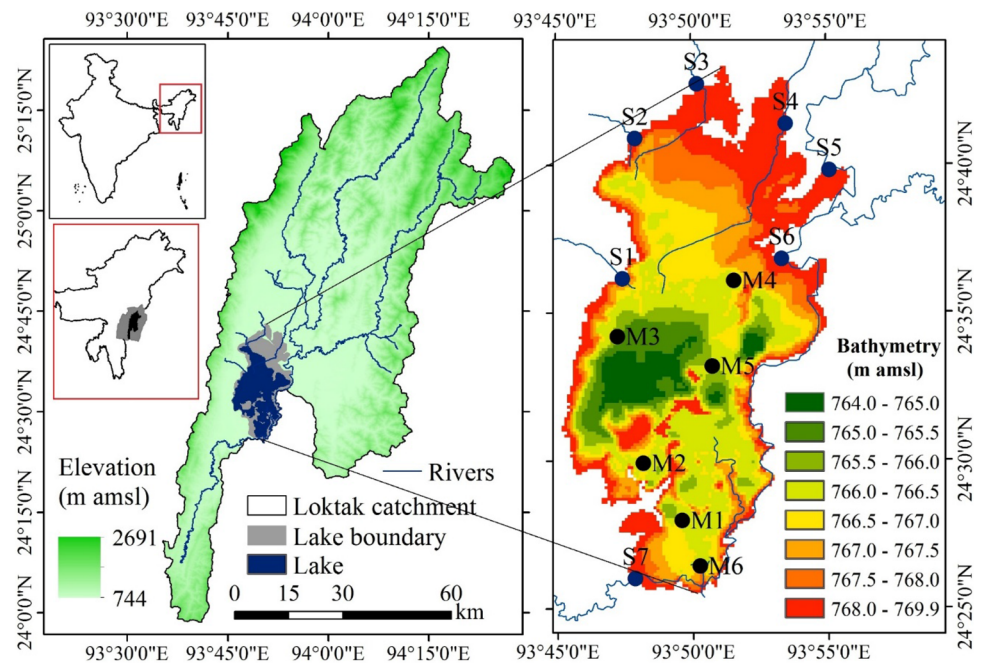 93°30'0"E 93°45'0"E 94°0'0"E 94°15'0"E
93°45'0"E 93°50'0"E 93°55'0"E
25°15'0"N
25°0'0"N
24°45'0"N
24°30'0"N
24°15'0"N
24°0'0"N
Elevation
(m amsl)
2691
744
Rivers
Loktak catchment
Lake boundary
Lake
0 15 30 60
km
93°30'0"E 93°45'0"E 94°0'0"E 94°15'0"E
S3
S4
S2
S5
S6
S1
M4
M3
M5
M2
M1
S7
M6
Bathymetry
(m amsl)
764.0 - 765.0
765.0 - 765.5
765.5 - 766.0
766.0 - 766.5
766.5 - 767.0
767.0 - 767.5
767.5 - 768.0
768.0 - 769.9
24°40'0"N
24°35'0"N
24°30'0"N
24°25'0"N
93°45'0"E 93°50'0"E 93°55'0"E